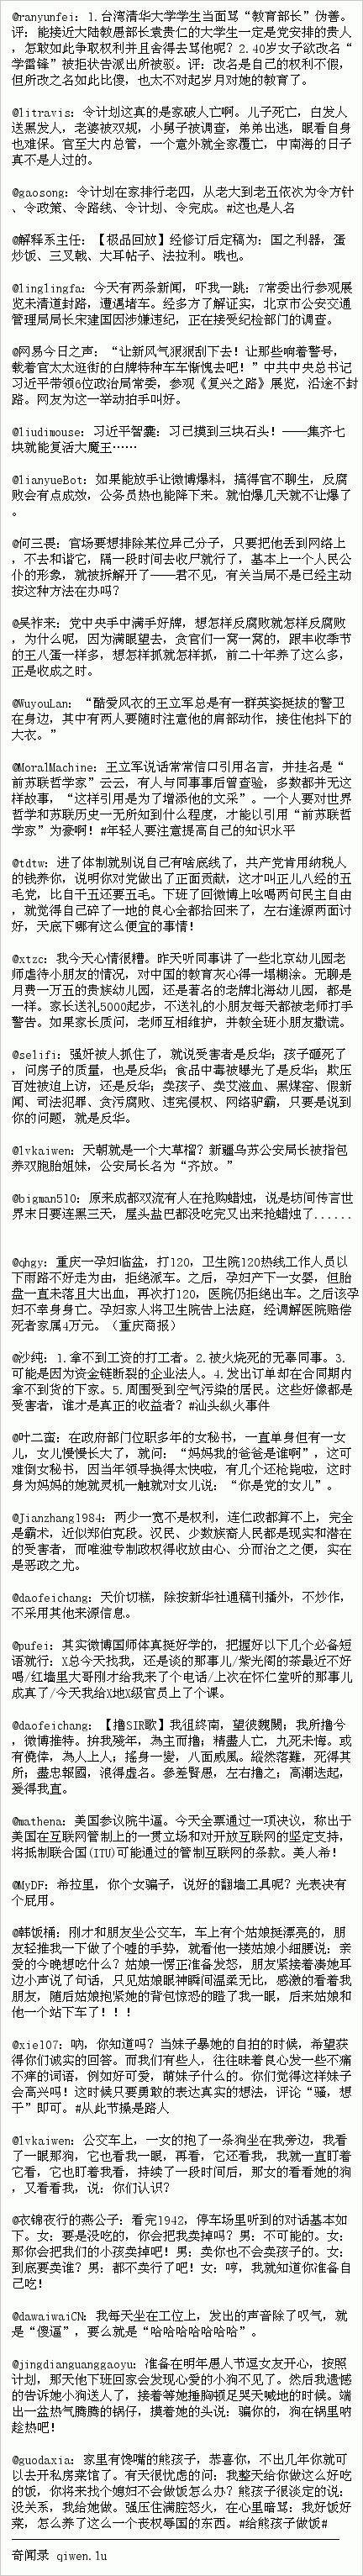 @ranyunfei: 1.台湾清华大学学生当面骂“教育部长”伪善。
评: 能接近大陆教愚部长袁贵仁的大学生一定是党安排的贵人
, 怎敢如此争取权利并且舍得去骂他呢? 2.40岁女子欲改名“
学雷锋”被拒状告派出所被驳。评: 改名是自己的权利不假,
但所改之名如此比傻, 也太不对起岁月对她的教育了。
@litravis: 令计划这真的是家破人亡啊。儿子死亡, 白发人
送黑发人, 老婆被双规, 小舅子被调查, 弟弟出逃, 眼看自身
也难保。官至大内总管, 一个意外就全家覆亡, 中南海的日子
真不是人过的。
@gaosong: 令计划在家排行老四, 从老大到老五依次为令方针
、令政策、令路线、令计划、令完成。#这也是人名
@解释系主任: 【极品回放】经修订后定稿为: 国之利器, 蛋
炒饭、三叉戟、大耳帖子、法拉利。哦也。
@linglingfa: 今天有两条新闻, 吓我一跳: 7常委出行参观展
览未清道封路, 遭遇堵车。经多方了解证实, 北京市公安交通
管理局局长宋建国因涉嫌违纪, 正在接受纪检部门的调查。
@网易今日之声: “让新风气狠狠刮下去! 让那些响着警号,
载着官太太逛街的白牌特种车车惭愧去吧! ”中共中央总书记
习近平带领6位政治局常委, 参观《复兴之路》展览, 沿途不封
路。网友为这一举动拍手叫好。
@liudimouse: 习近平智囊: 习已摸到三块石头! ——集齐七
块就能复活大魔王……
@lianyueBot: 如果能放手让微博爆料, 搞得官不聊生, 反腐
败会有点成效, 公务员热也能降下来。就怕爆几天就不让爆了
。
@何三畏: 官场要想排除某位异己分子, 只要把他丢到网络上
, 不去和谐它, 隔一段时间去收尸就行了, 基本上一个人民公
仆的形象, 就被拆解开了——君不见, 有关当局不是已经主动
按这种方法在办吗?
@吴祚来: 党中央手中满手好牌, 想怎样反腐败就怎样反腐败
, 为什么呢, 因为满眼望去, 贪官们一窝一窝的, 跟丰收季节
的王八蛋一样多, 想怎样抓就怎样抓, 前二十年养了这么多,
正是收成之时。
@WuyouLan: “酷爱风衣的王立军总是有一群英姿挺拔的警卫
在身边, 其中有两人要随时注意他的肩部动作, 接住他抖下的
大衣。”
@MoralMachine: 王立军说话常常信口引用名言, 并挂名是“
前苏联哲学家”云云, 有人与同事事后曾查验, 多数都并无这
样故事, “这样引用是为了增添他的文采”。一个人要对世界
哲学和苏联历史一无所知到什么程度, 才能以引用“前苏联哲
学家”为豪啊! #年轻人要注意提高自己的知识水平
@tdtw: 进了体制就别说自己有啥底线了, 共产党肯用纳税人
的钱养你, 说明你对党做出了正面贡献, 这才叫正儿八经的五
毛党, 比自干五还要五毛。下班了回微博上吆喝两句民主自由
, 就觉得自己碎了一地的良心全都拾回来了, 左右逢源两面讨
好, 天底下哪有这么便宜的事情!
@xtzc: 我今天心情很糟。昨天听同事讲了一些北京幼儿园老
师虐待小朋友的情况, 对中国的教育灰心得一塌糊涂。无聊是
月费一万五的贵族幼儿园, 还是著名的老牌北海幼儿园, 都是
一样。家长送礼5000起步, 不送礼的小朋友每天都被老师打手
警告。如果家长质问, 老师互相维护, 并教全班小朋友撒谎。
@selifi: 强奸被人抓住了, 就说受害者是反华; 孩子砸死了
, 问房子的质量, 也是反华; 食品中毒被曝光了是反华; 欺压
百姓被迫上访, 还是反华; 卖孩子、卖艾滋血、黑煤窑、假新
闻、司法犯罪、贪污腐败、违宪侵权、网络驴霸, 只要是说到
你的问题, 就是反华。
@lvkaiwen: 天朝就是一个大草榴? 新疆乌苏公安局长被指包
养双胞胎姐妹, 公安局长名为“齐放。”
@bigman510: 原来成都双流有人在抢购蜡烛, 说是坊间传言世
界末日要连黑三天, 屋头盐巴都没吃完又出来抢蜡烛了......
@qhgy: 重庆一孕妇临盆, 打120, 卫生院120热线工作人员以
下雨路不好走为由, 拒绝派车。之后, 孕妇产下一女婴, 但胎
盘一直未落且大出血, 再次打120, 医院仍拒绝出车。之后该孕
妇不幸身亡。孕妇家人将卫生院告上法庭, 经调解医院赔偿
死者家属4万元。（重庆商报）
@沙纯: 1.拿不到工资的打工者。2.被火烧死的无辜同事。3.
可能是因为资金链断裂的企业法人。4.发出订单却在合同期内
拿不到货的下家。5.周围受到空气污染的居民。这些好像都是
受害者, 谁才是真正的收益者? #汕头纵火事件
@叶二蛮: 在政府部门位职多年的女秘书, 一直单身但有一女
儿, 女儿慢慢长大了, 就问: “妈妈我的爸爸是谁啊”, 这可
难倒女秘书, 因当年领导换得太快啦, 有几个还枪毙啦, 这时
身为妈妈的她就灵机一触就对女儿说: “你是党的女儿”。
@Jianzhang1984: 两少一宽不是权利, 连仁政都算不上, 完全
是霸术, 近似郑伯克段。汉民、少数族裔人民都是现实和潜在
的受害者, 而唯独专制政权得收放由心、分而治之之便, 实在
是恶政之尤。
@daofeichang: 天价切糕, 除按新华社通稿刊播外, 不炒作,
不采用其他来源信息。
@pufei: 其实微博国师体真挺好学的, 把握好以下几个必备短
语就行: X总今天找我, 还是谈的那事儿/紫光阁的茶最近不好
喝/红墙里大哥刚才给我来了个电话/上次在怀仁堂听的那事儿
成真了/今天我给X地X级官员上了个课。
@daofeichang: 【撸SIR歌】我徂終南, 望彼魏闕; 我所擼兮
, 微博推特。拚我殘年, 為主而擼; 精盡人亡, 九死未悔。或
有僥倖, 為人上人; 搖身一變, 八面威風。縱然落難, 死得其
所; 盡忠報國, 浪得虛名。參差賢愚, 左右擼之; 高潮迭起,
爰得我直。
@mathena: 美国参议院牛逼。今天全票通过一项决议, 称出于
美国在互联网管制上的一贯立场和对开放互联网的坚定支持,
将抵制联合国(ITU)可能通过的管制互联网的条款。美人希!
@MyDF: 希拉里, 你个女骗子, 说好的翻墙工具呢? 光表决有
个屁用。
@韩饭桶: 刚才和朋友坐公交车, 车上有个姑娘挺漂亮的, 朋
友轻推我一下做了个嘘的手势, 就看他一搂姑娘小细腰说: 亲
爱的今晚想吃什么? 姑娘一愣正准备发怒, 朋友紧接着凑她耳
边小声说了句话, 只见姑娘眼神瞬间温柔无比, 感激的看着我
朋友, 随后姑娘抱紧她的背包惊恐的瞪了我一眼, 后来姑娘和
他一个站下车了! ! !
@xiel07: 呐, 你知道吗? 当妹子暴她的自拍的时候, 希望获
得你们诚实的回答。而我们有些人, 往往昧着良心发一些不痛
不痒的词语, 例如好可爱, 萌妹子什么的。你们觉得这样妹子
会高兴吗! 这时候只要勇敢的表达真实的想法, 评论“骚, 想
干”即可。#从此节操是路人
@lvkaiwen: 公交车上, 一女的抱了一条狗坐在我旁边, 我看
了一眼那狗, 它也看我一眼, 再看, 它还看我, 我就一直盯着
它看, 它也盯着我看, 持续了一段时间后, 那女的看看她的狗
, 又看看我, 说: 你们认识?
@衣锦夜行的燕公子: 看完1942, 停车场里听到的对话基本如
下。女: 要是没吃的, 你会把我卖掉吗? 男: 不可能的。女:
那你会把我们的小孩卖掉吧! 男: 卖你也不会卖孩子的。女:
到底要卖谁? 男: 都不卖行了吧! 女: 哼, 我就知道你准备自
己吃!
@dawaiwaiCN: 我每天坐在工位上, 发出的声音除了叹气, 就
是“傻逼”, 要么就是“哈哈哈哈哈哈哈”。
@jingdianguanggaoyu: 准备在明年愚人节逗女友开心, 按照
计划, 那天他下班回家会发现心爱的小狗不见了。然后我遗憾
的告诉她小狗送人了, 接着等她捶胸顿足哭天喊地的时候。端
出一盆热气腾腾的锅仔, 摸着她的头说: 骗你的, 狗在锅里呐
趁热吧!
@guodaxia: 家里有馋嘴的熊孩子, 恭喜你, 不出几年你就可
以去开私房菜馆了。有天很忧虑的问: 我整天给你做这么好吃
的饭, 你将来找个媳妇不会做饭怎么办? 熊孩子很淡定的说:
没关系, 我给她做。强压住满腔怒火, 在心里暗骂: 我好饭好
菜, 怎么养了这么一个丧权辱国的东西。#给熊孩子做饭#
奇闻录 qiwen.lu